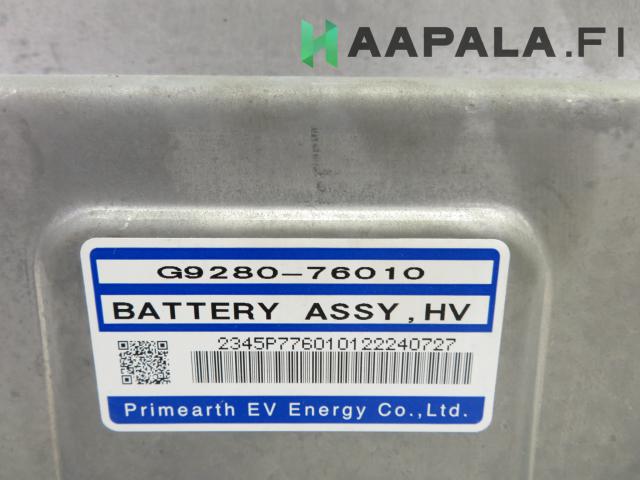 HAAPALA.FI
G9280-76010
BATTERY ASSY, HV
2345P776010122240727
Primearth EV Energy Co.,Ltd.